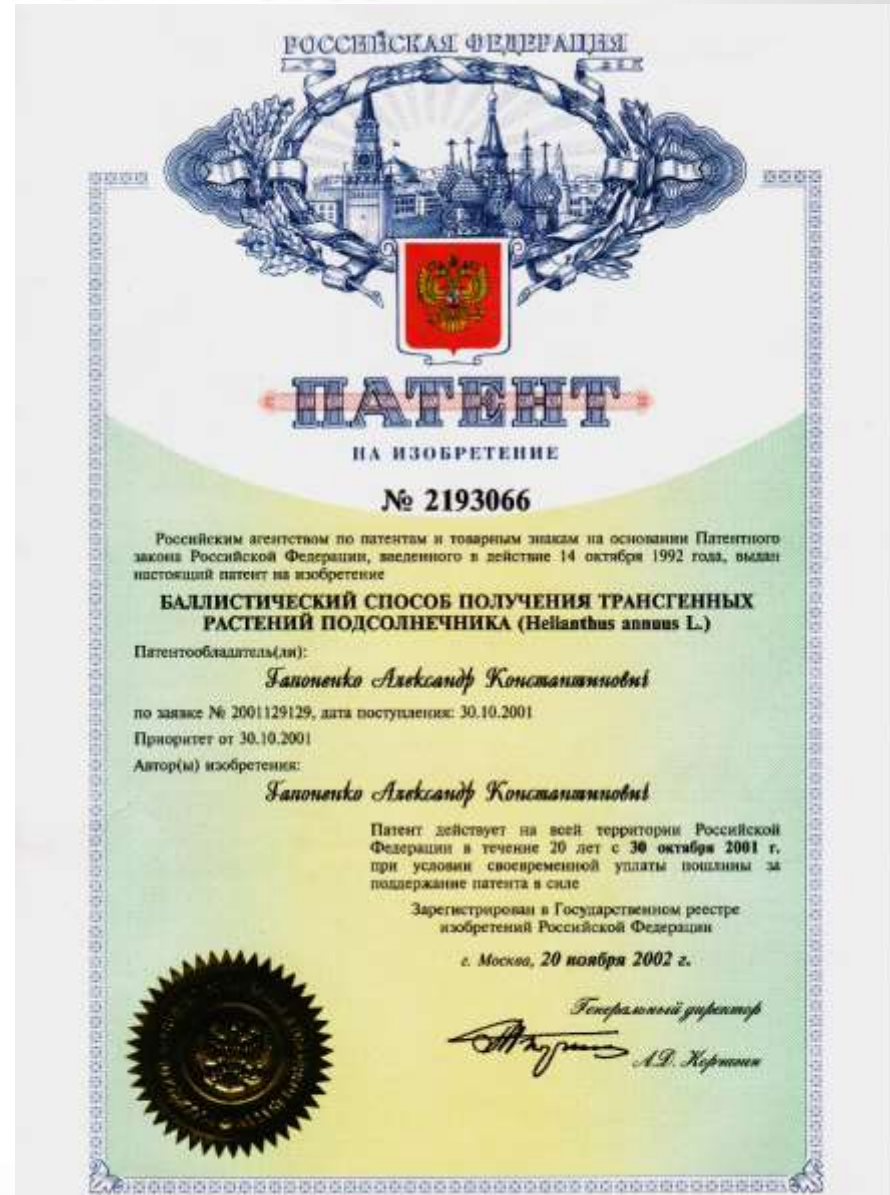 РОССИЙСКАЯ ФЕДЕРАЦИЯ
ПАТЕНТ
НА ИЗОБРЕТЕНИЕ
№ 2193066
Российским агентством по патентам и товарным знакам на основании Патентного
закона Российской Федерации, введенного в действие 14 октября 1992 года, выдан
настоящий патент на изобретение
БАЛЛИСТИЧЕСКИЙ СПОСОБ ПОЛУЧЕНИЯ ТРАНСГЕННЫХ
РАСТЕНИЙ ПОДСОЛНЕЧНИКА (Helianthus annuus L.)
Патентообладатель(ли):
Гапоненко Александр Константинович
по заявке № 2001129129, дата поступления: 30.10.2001
Приоритет от 30.10.2001
Автор(ы) изобретения:
Гапоненко Александр Константинович
Патент действует на всей территории Российской
Федерации в течение 20 лет с 30 октября 2001 г.
при условии своевременной уплаты пошлины за
поддержание патента в силе
Зарегистрирован в Государственном реестре
изобретений Российской Федерации
г. Москва, 20 ноября 2002 г.
Генеральный директор
А.Д. Корчагин